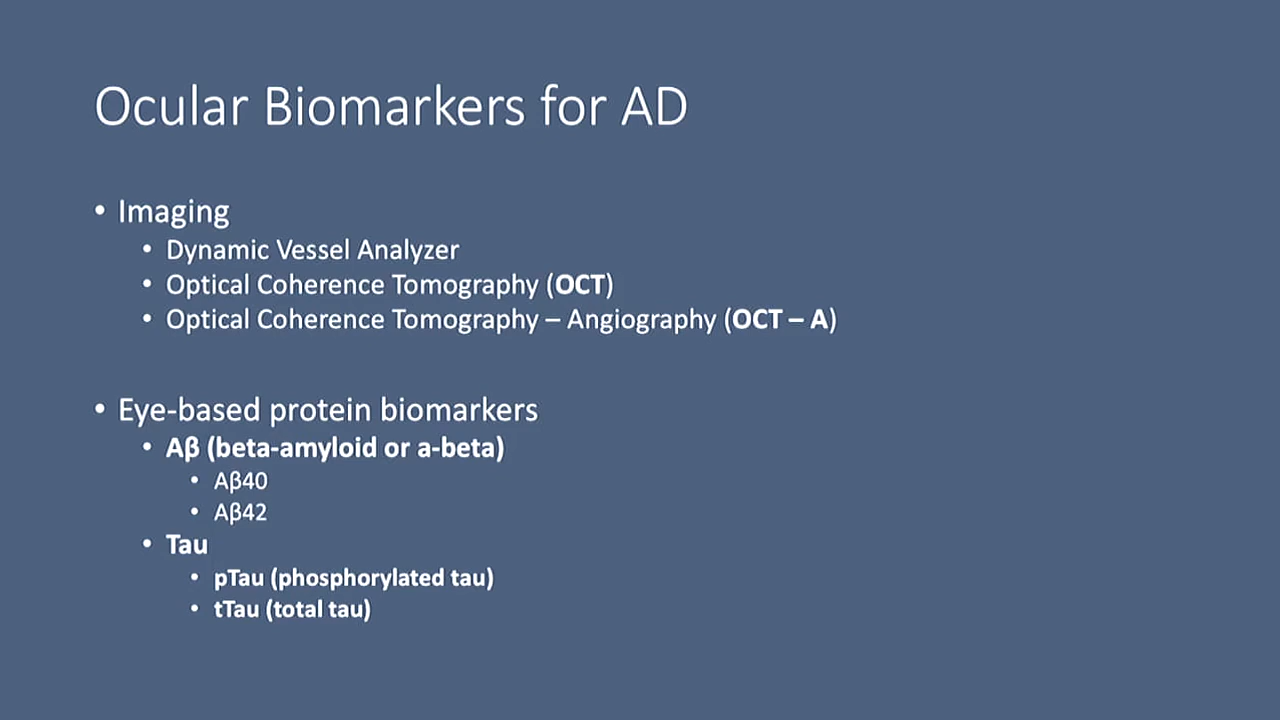 Ocular Biomarkers for AD
• Imaging
• Dynamic Vessel Analyzer
• Optical Coherence Tomography (OCT)
• Optical Coherence Tomography – Angiography (OCT – A)
• Eye-based protein biomarkers
• Aβ (beta-amyloid or a-beta)
• Aβ40
• Aβ42
• Tau
• pTau (phosphorylated tau)
• tTau (total tau)